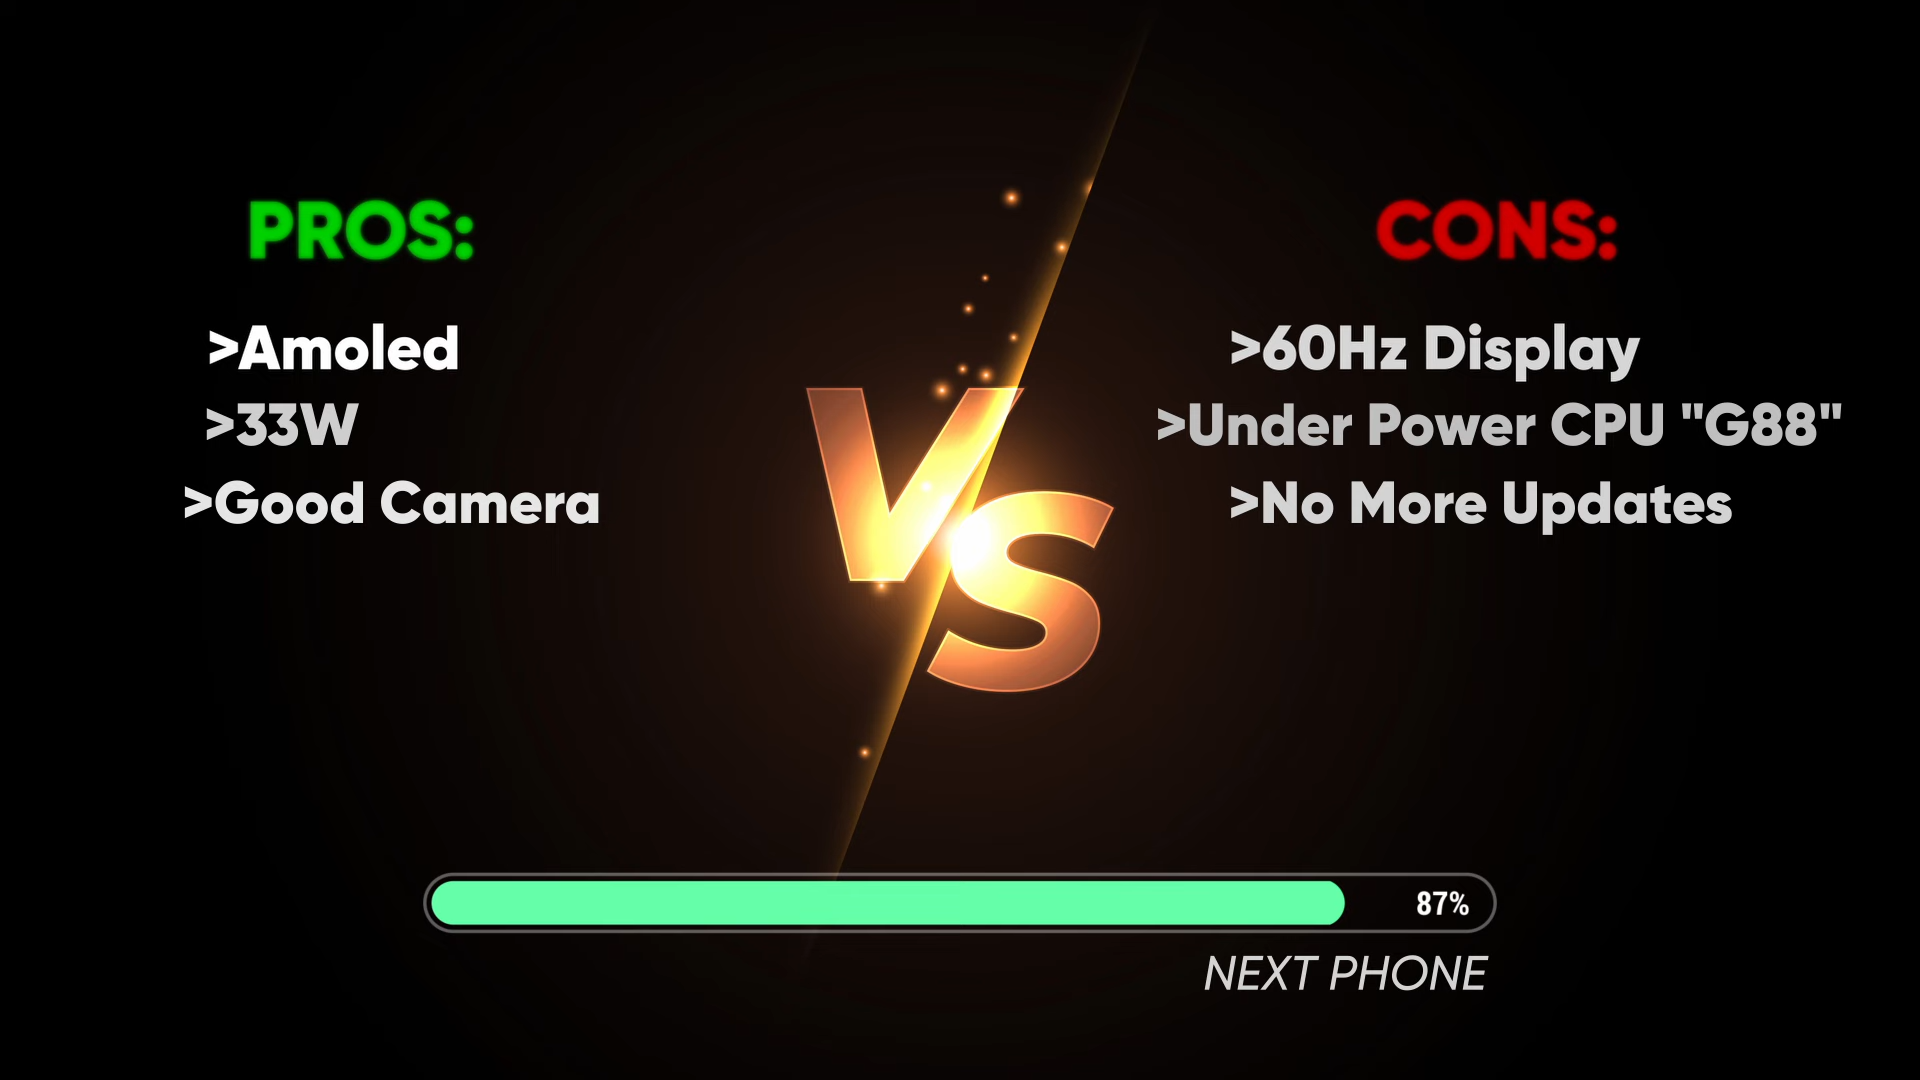 PROS:
>Amoled
>33W
>Good Camera
VS
CONS:
>60Hz Display
>Under Power CPU "G88"
>No More Updates
87%
NEXT PHONE